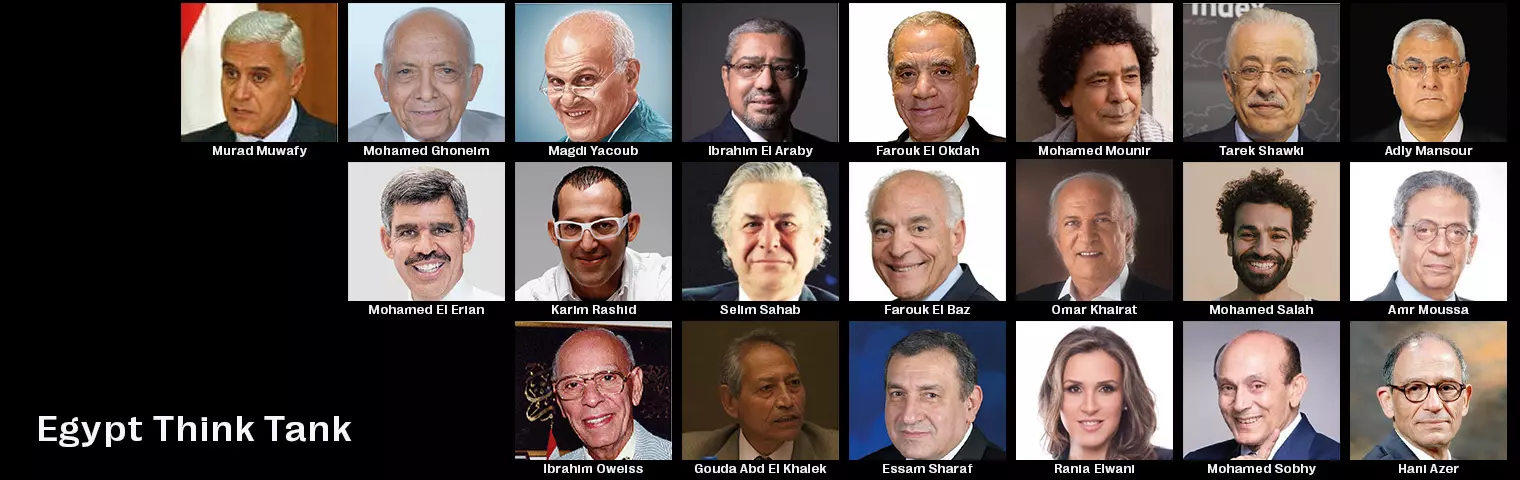 Index
Murad Muwafy
Mohamed Ghoneim
Magdi Yacoub
Ibrahim El Araby
Farouk El Okdah
Mohamed Mounir
Tarek Shawki
Adly Mansour
Mohamed El Erian
Karim Rashid
Selim Sahab
Farouk El Baz
Omar Khairat
Mohamed Salah
Amr Moussa
Egypt Think Tank
Ibrahim Oweiss
Gouda Abd El Khalek
Essam Sharaf
Rania Elwani
Mohamed Sobhy
Hani Azer